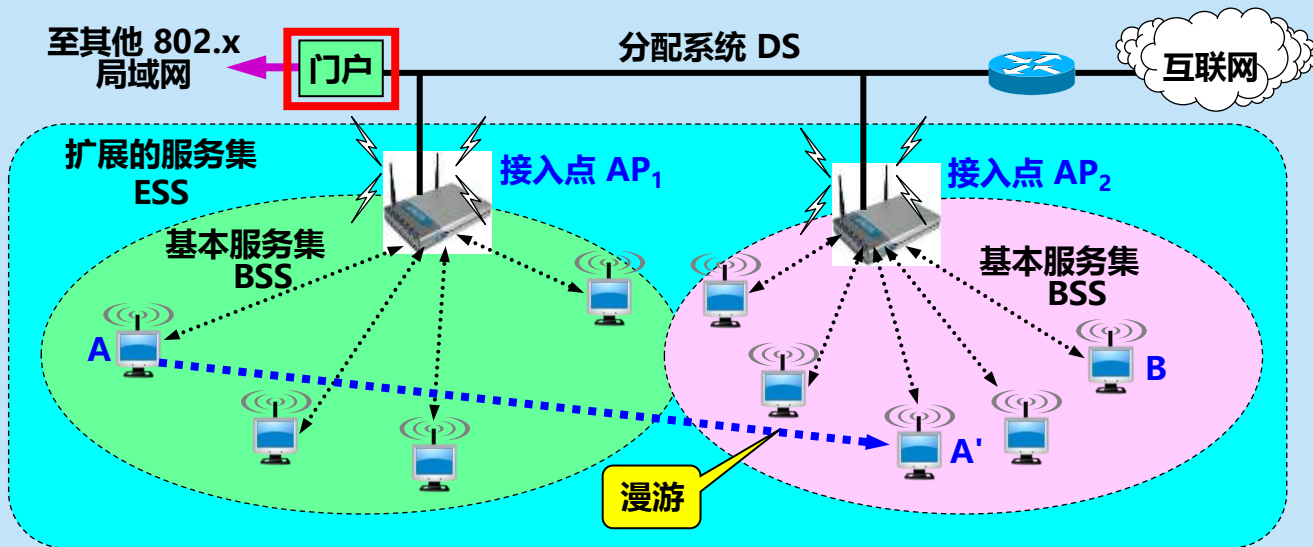 至其他 802.x
局域网
门户
分配系统 DS
互联网
扩展的服务集
ESS
接入点 AP₁
接入点 AP₂
基本服务集
BSS
基本服务集
BSS
A
B
A'
漫游